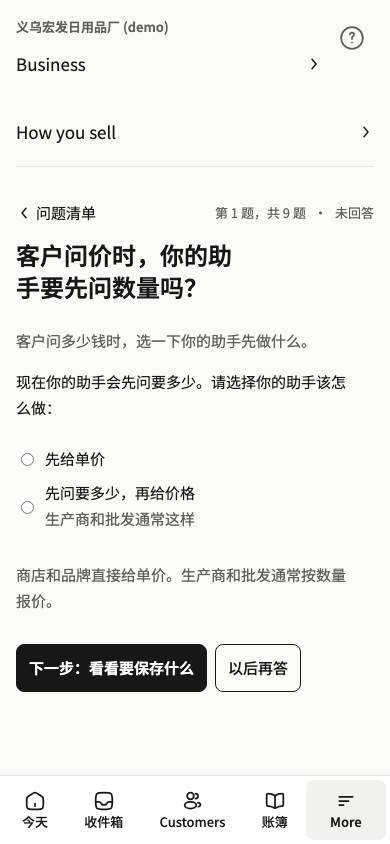 义乌宏发日用品厂 (demo)
Business
How you sell
问题清单
第 1 题，共 9 题 · 未回答
客户问价时，你的助
手要先问数量吗？
客户问多少钱时，选一下你的助手先做什么。
现在你的助手会先问要多少。请选择你的助手该怎
么做：
先给单价
先问要多少，再给价格
生产商和批发通常这样
商店和品牌直接给单价。生产商和批发通常按数量
报价。
下一步：看看要保存什么
以后再答
今天
收件箱
Customers
账簿
More